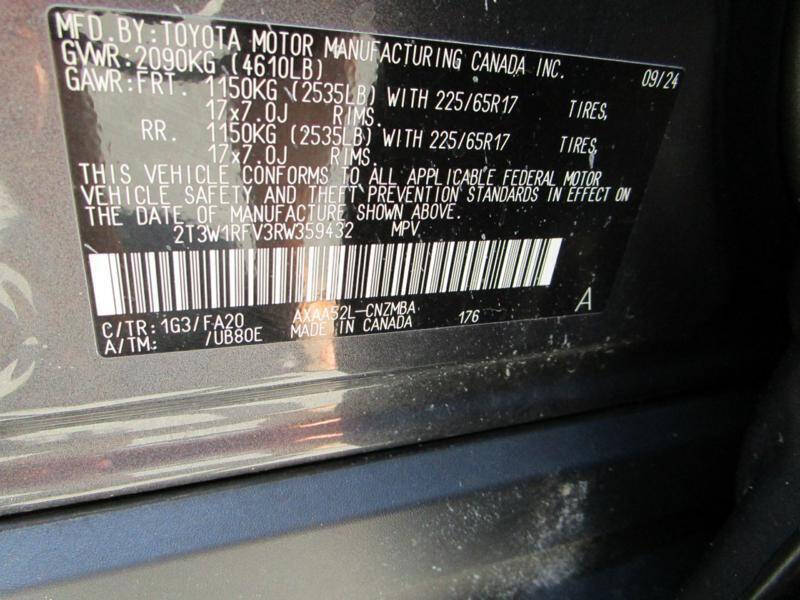 MFD.BY:TOYOTA MOTOR MANUFACTURING CANADA INC. 09/24
GVWR:2090KG (4610LB)
GAWR:FRT. 1150KG (2535LB) WITH 225/65R17 TIRES,
17x7.0J RIMS.
RR. 1150KG (2535LB) WITH 225/65R17 TIRES,
17x7.0J RIMS.
THIS VEHICLE CONFORMS TO ALL APPLICABLE FEDERAL MOTOR
VEHICLE SAFETY AND THEFT PREVENTION STANDARDS IN EFFECT ON
THE DATE OF MANUFACTURE SHOWN ABOVE.
2T3W1RFV3RW359432 MPV
C/TR: 1G3/FA20 AXAA52L-CNZMBA 176 A
A/TM: /UB80E MADE IN CANADA